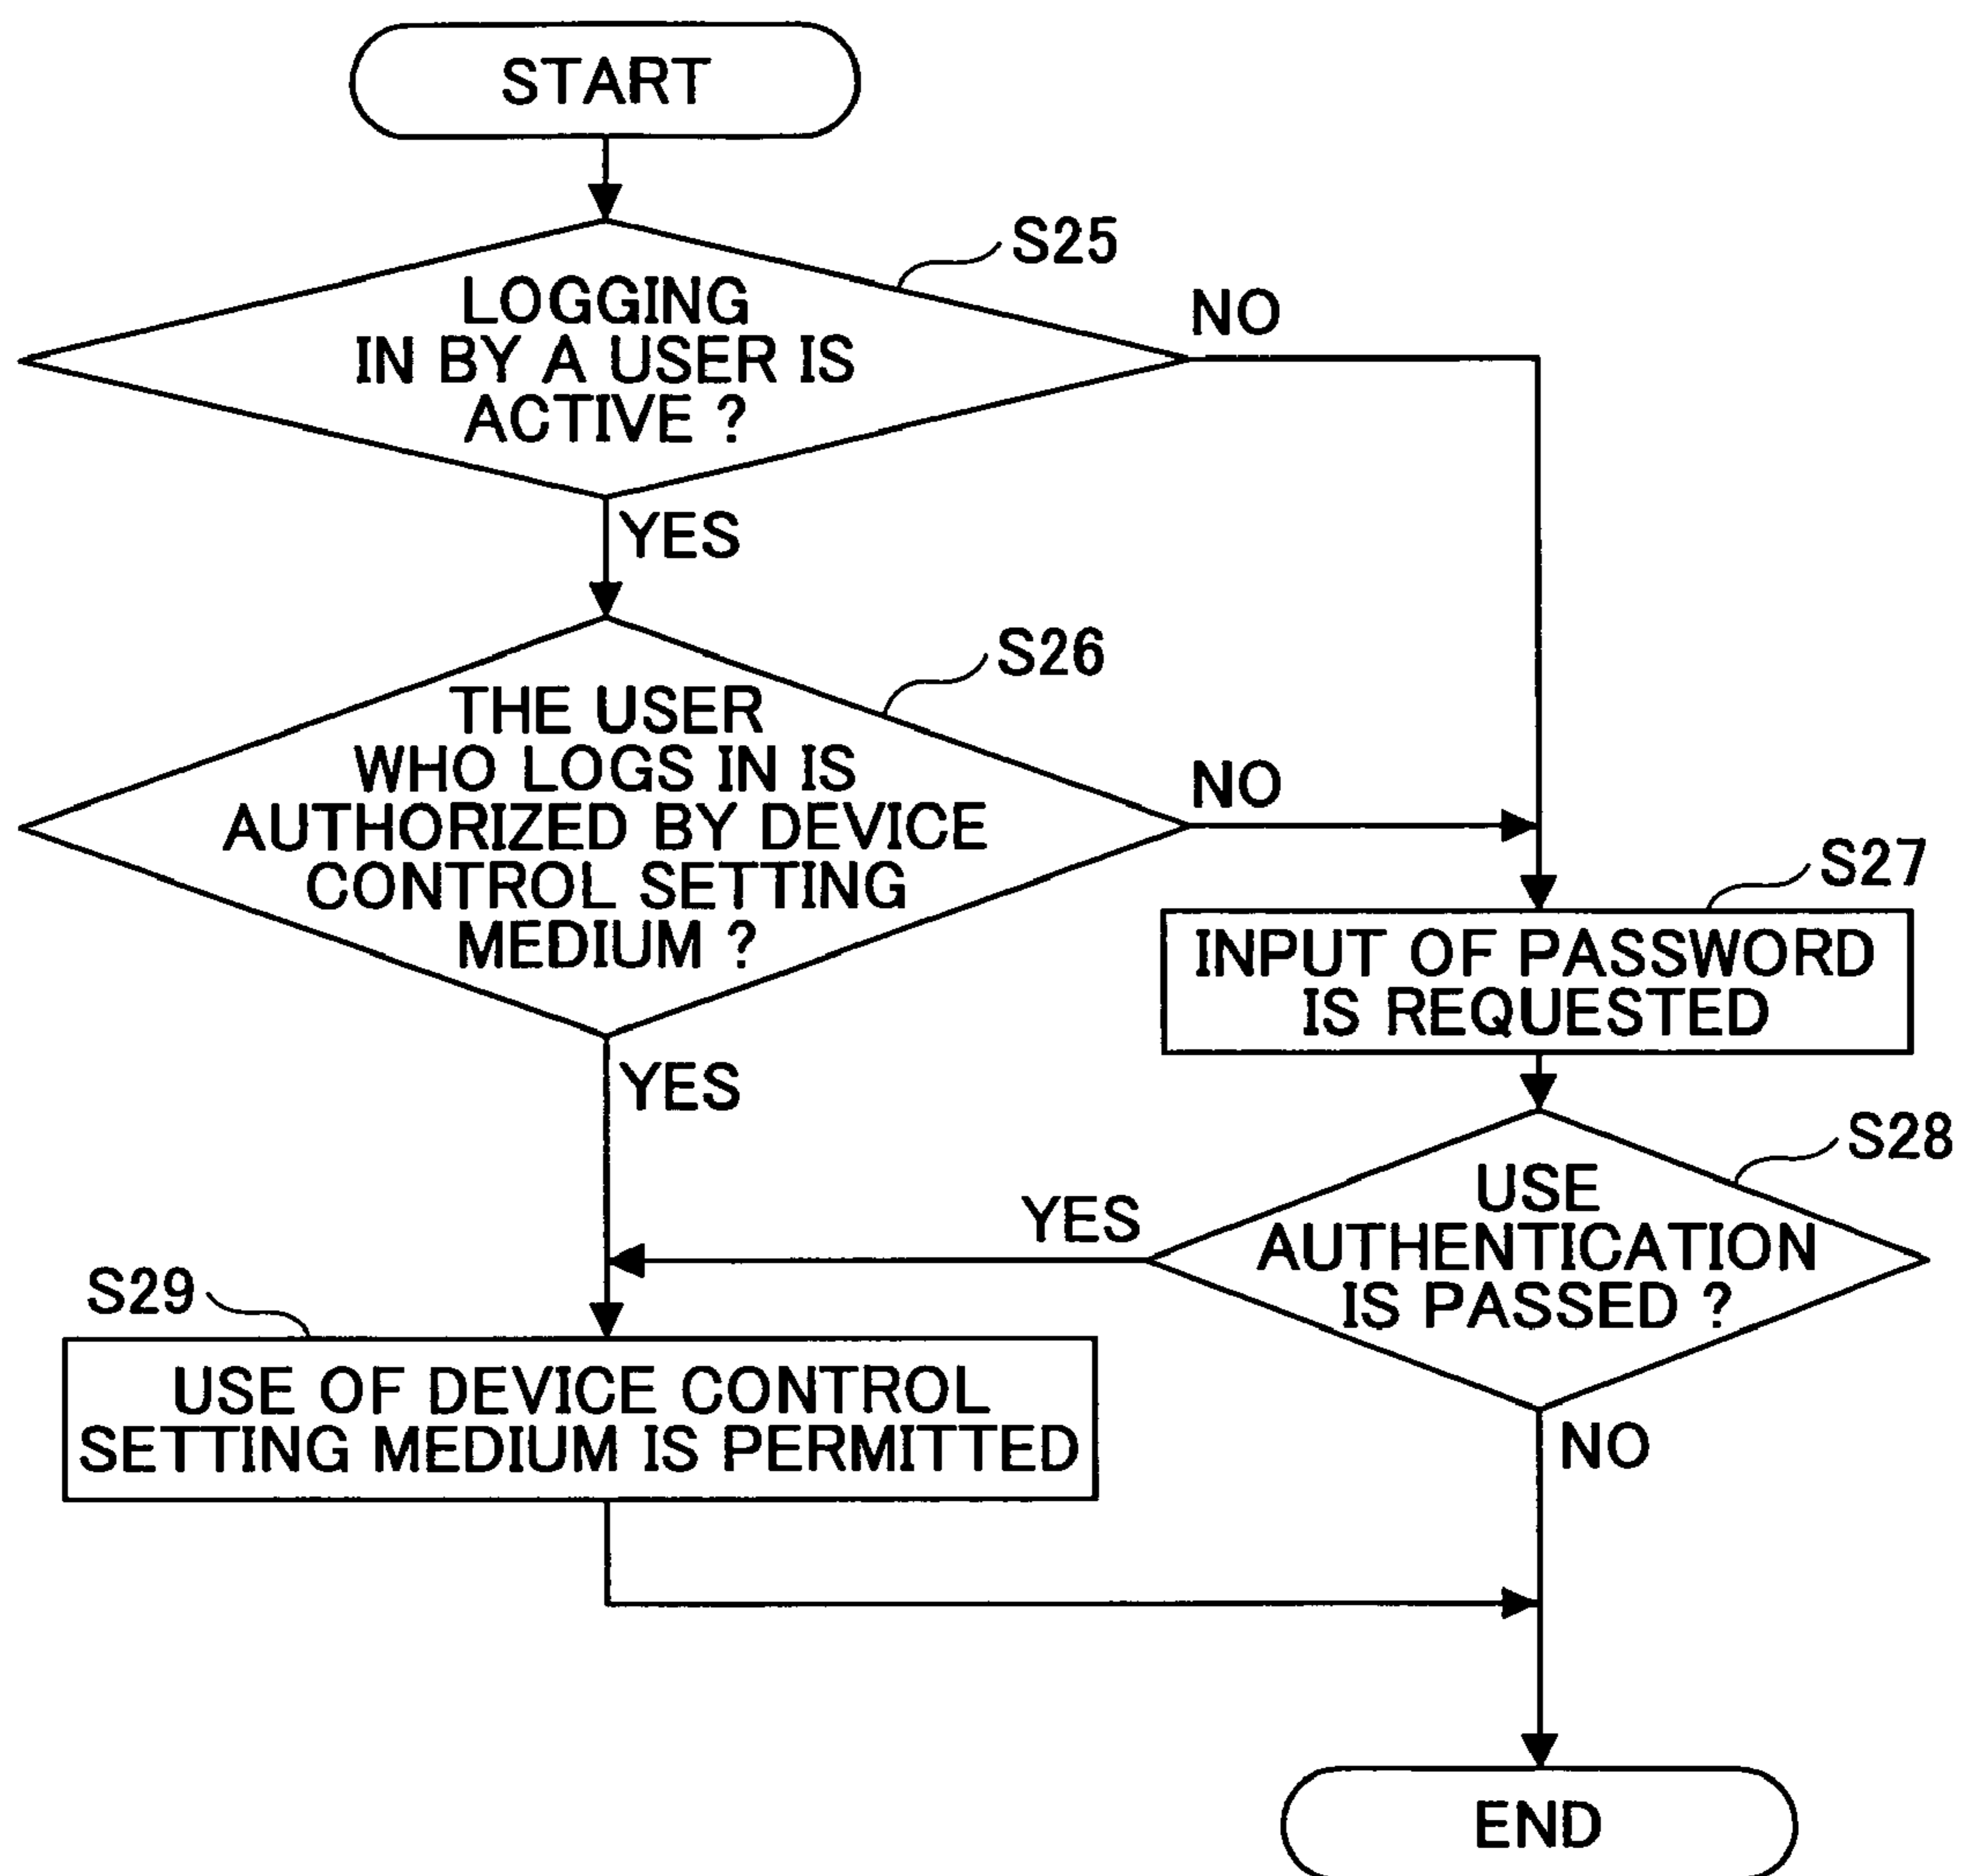 START
S25
LOGGING
IN BY A USER IS
ACTIVE ?
NO
YES
S26
THE USER
WHO LOGS IN IS
AUTHORIZED BY DEVICE
CONTROL SETTING
MEDIUM ?
NO
S27
INPUT OF PASSWORD
IS REQUESTED
YES
S28
USE
AUTHENTICATION
IS PASSED ?
YES
S29
USE OF DEVICE CONTROL
SETTING MEDIUM IS PERMITTED
NO
END